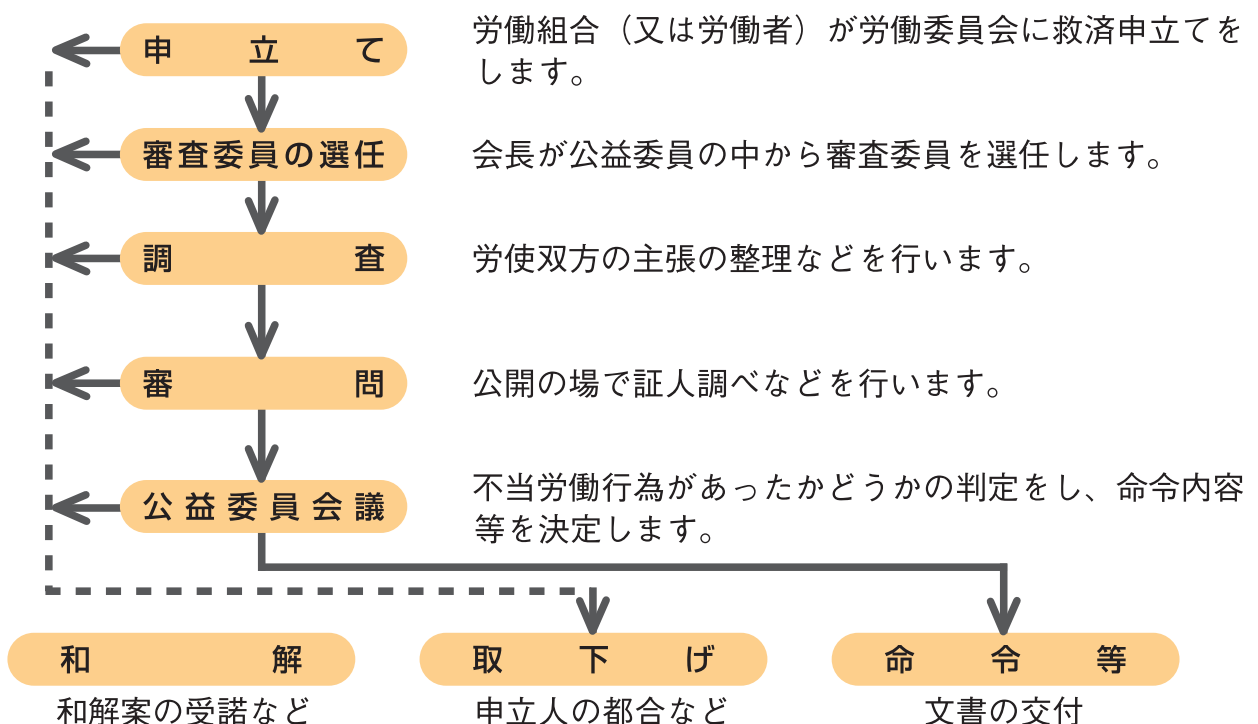 申立て
労働組合（又は労働者）が労働委員会に救済申立てを
します。
審査委員の選任
会長が公益委員の中から審査委員を選任します。
調査
労使双方の主張の整理などを行います。
審問
公開の場で証人調べなどを行います。
公益委員会議
不当労働行為があったかどうかの判定をし、命令内容
等を決定します。
和解
取下げ
命令等
和解案の受諾など
申立人の都合など
文書の交付